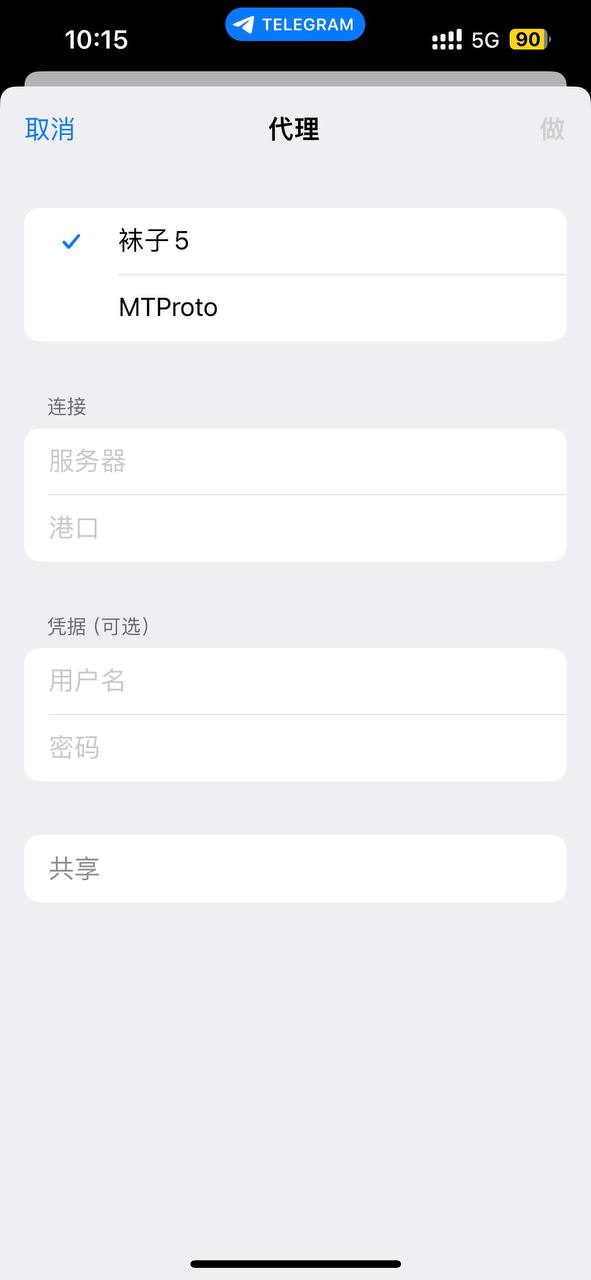 10:15
TELEGRAM
5G
90
取消
代理
做
袜子 5
MTProto
连接
服务器
港口
凭据 (可选)
用户名
密码
共享